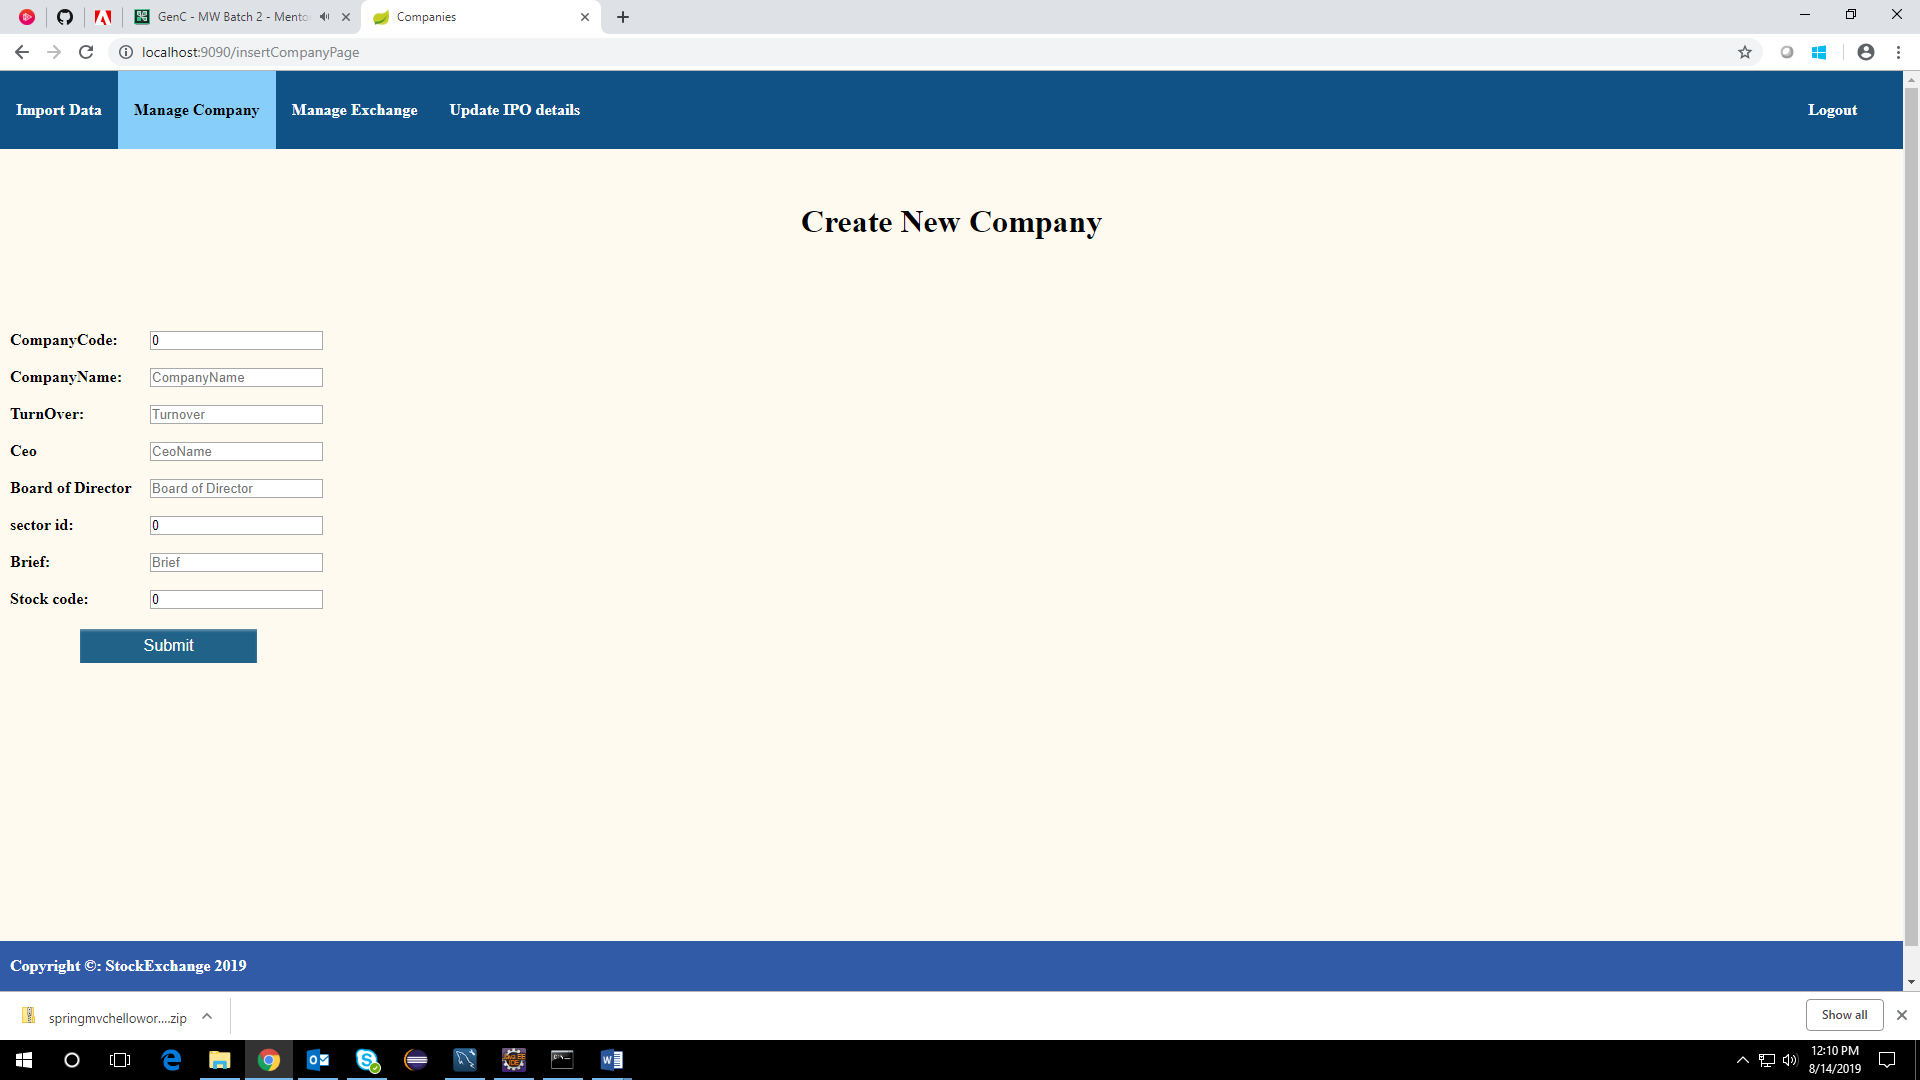 GenC - MW Batch 2 - Mento
Companies
localhost:9090/insertCompanyPage
Import Data
Manage Company
Manage Exchange
Update IPO details
Logout
Create New Company
CompanyCode: 0
CompanyName: CompanyName
TurnOver: Turnover
Ceo CeoName
Board of Director Board of Director
sector id: 0
Brief: Brief
Stock code: 0
Submit
Copyright ©: StockExchange 2019
springmvchellowor....zip
Show all
12:10 PM
8/14/2019